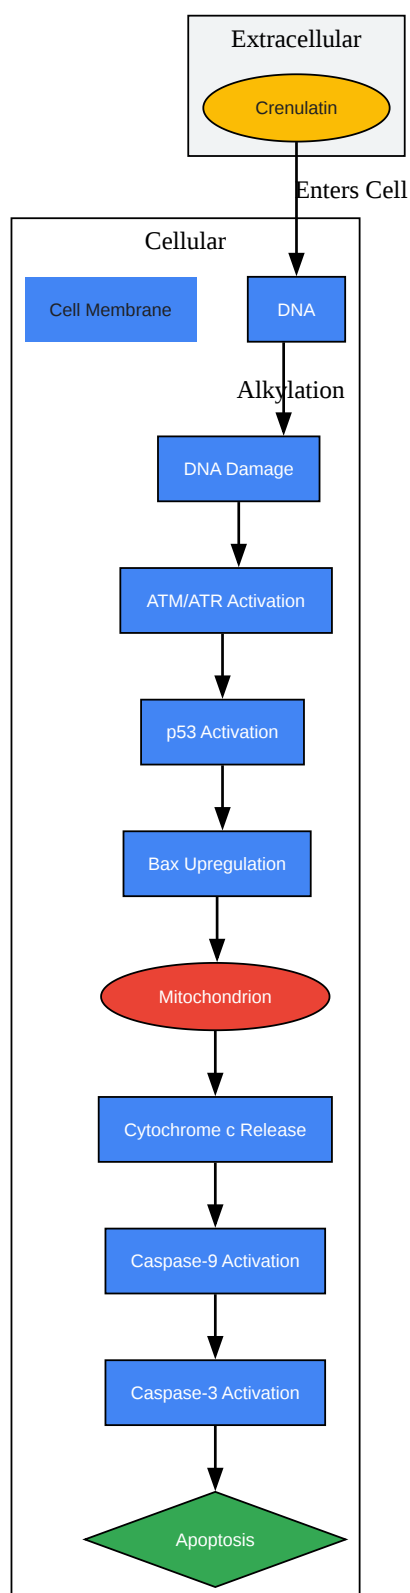 Extracellular
Crenulatin
Enters Cell
Cellular
Cell Membrane
DNA
Alkylation
DNA Damage
ATM/ATR Activation
p53 Activation
Bax Upregulation
Mitochondrion
Cytochrome c Release
Caspase-9 Activation
Caspase-3 Activation
Apoptosis